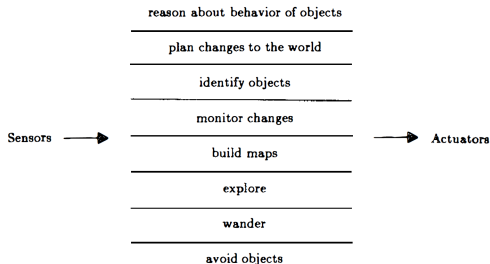 reason about behavior of objects
plan changes to the world
identify objects
monitor changes
Sensors
Actuators
build maps
explore
wander
avoid objects